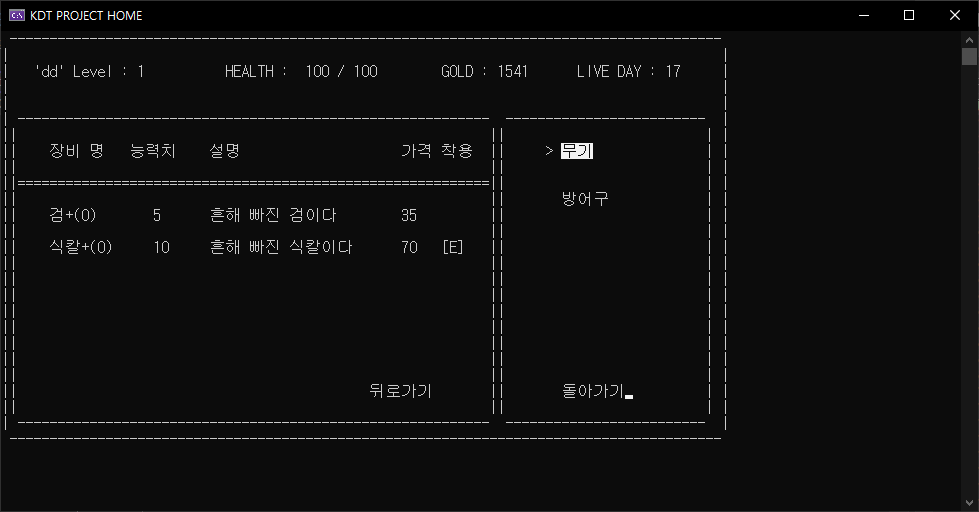 KDT PROJECT HOME
'dd' Level : 1 HEALTH : 100 / 100 GOLD : 1541 LIVE DAY : 17
장비 명 능력치 설명 가격 착용
검+(0) 5 흔해 빠진 검이다 35
식칼+(0) 10 흔해 빠진 식칼이다 70 [E]
뒤로가기
> 무기
방어구
돌아가기